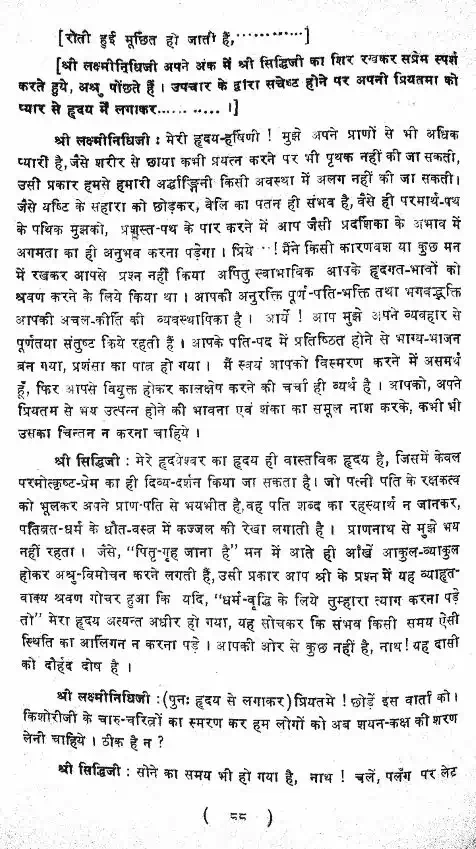 [रोती हुई मूर्छित हो जाती हैं,............]
[श्री लक्ष्मीनिधिजी अपने अंक में श्री सिद्धिजी का शिर रखकर सप्रेम स्पर्श
करते हुये, अश्रु पोंछते हैं । उपचार के द्वारा सचेष्ट होने पर अपनी प्रियतमा को
प्यार से हृदय में लगाकर...... .. ...।]
श्री लक्ष्मीनिधिजी : मेरी हृदय-हर्षिणी ! मुझे अपने प्राणों से भी अधिक
प्यारी है, जैसे शरीर से छाया कभी प्रयत्न करने पर भी पृथक नहीं की जा सकती,
उसी प्रकार हमसे हमारी अर्द्धाङ्गिनी किसी अवस्था में अलग नहीं की जा सकती।
जैसे यष्टि के सहारा को छोड़कर, बेलि का पतन ही संभव है, वैसे ही परमार्थ-पथ
के पथिक मुझको, प्रशस्त-पथ के पार करने में आप जैसी प्रदर्शिका के अभाव में
अगमता का ही अनुभव करना पड़ेगा । प्रिये ··! मैंने किसी कारणवश या कुछ मन
में रखकर आपसे प्रश्न नहीं किया अपितु स्वाभाविक आपके हृदगत-भावों को
श्रवण करने के लिये किया था । आपकी अनुरक्ति पूर्ण-पति-भक्ति तथा भगवद्भक्ति
आपकी अचल-कीर्ति की व्यवस्थापिका है । आर्ये ! आप मुझे अपने व्यवहार से
पूर्णतया संतुष्ट किये रहती हैं । आपके पति-पद में प्रतिष्ठित होने से भाग्य-भाजन
बन गया, प्रशंसा का पात्र हो गया । मैं स्वयं आपको विस्मरण करने में असमर्थ
हूँ, फिर आपसे वियुक्त होकर कालक्षेप करने की चर्चा ही व्यर्थ है । आपको, अपने
प्रियतम से भय उत्पन्न होने की भावना एवं शंका का समूल नाश करके, कभी भी
उसका चिन्तन न करना चाहिये ।
श्री सिद्धिजी : मेरे हृदयेश्वर का हृदय ही वास्तविक हृदय है, जिसमें केवल
परमोत्कृष्ट-प्रेम का ही दिव्य-दर्शन किया जा सकता है। जो पत्नी पति के रक्षकत्व
को भूलकर अपने प्राण-पति से भयभीत है, वह पति शब्द का रहस्यार्थ न जानकर,
पतिव्रत-धर्म के धौत-वस्त्र में कज्जल की रेखा लगाती है । प्राणनाथ से मुझे भय
नहीं रहता । जैसे, "पितृ-गृह जाना है" मन में आते ही आँखें आकुल-व्याकुल
होकर अश्रु-विमोचन करने लगती हैं, उसी प्रकार आप श्री के प्रश्न में यह व्याहृत-
वाक्य श्रवण गोचर हुआ कि यदि, "धर्म-वृद्धि के लिये तुम्हारा त्याग करना पड़े
तो" मेरा हृदय अत्यन्त अधीर हो गया, यह सोचकर कि संभव किसी समय ऐसी
स्थिति का आलिंगन न करना पड़े । आपकी ओर से कुछ नहीं है, नाथ! यह दासी
को दौर्हृद दोष है ।
श्री लक्ष्मीनिधिजी : (पुनः हृदय से लगाकर) प्रियतमे ! छोड़ें इस वार्ता को।
किशोरीजी के चारु-चरित्रों का स्मरण कर हम लोगों को अब शयन-कक्ष की शरण
लेनी चाहिये । ठीक है न ?
श्री सिद्धिजी : सोने का समय भी हो गया है, नाथ ! चलें, पलँग पर लेट
( ८८ )